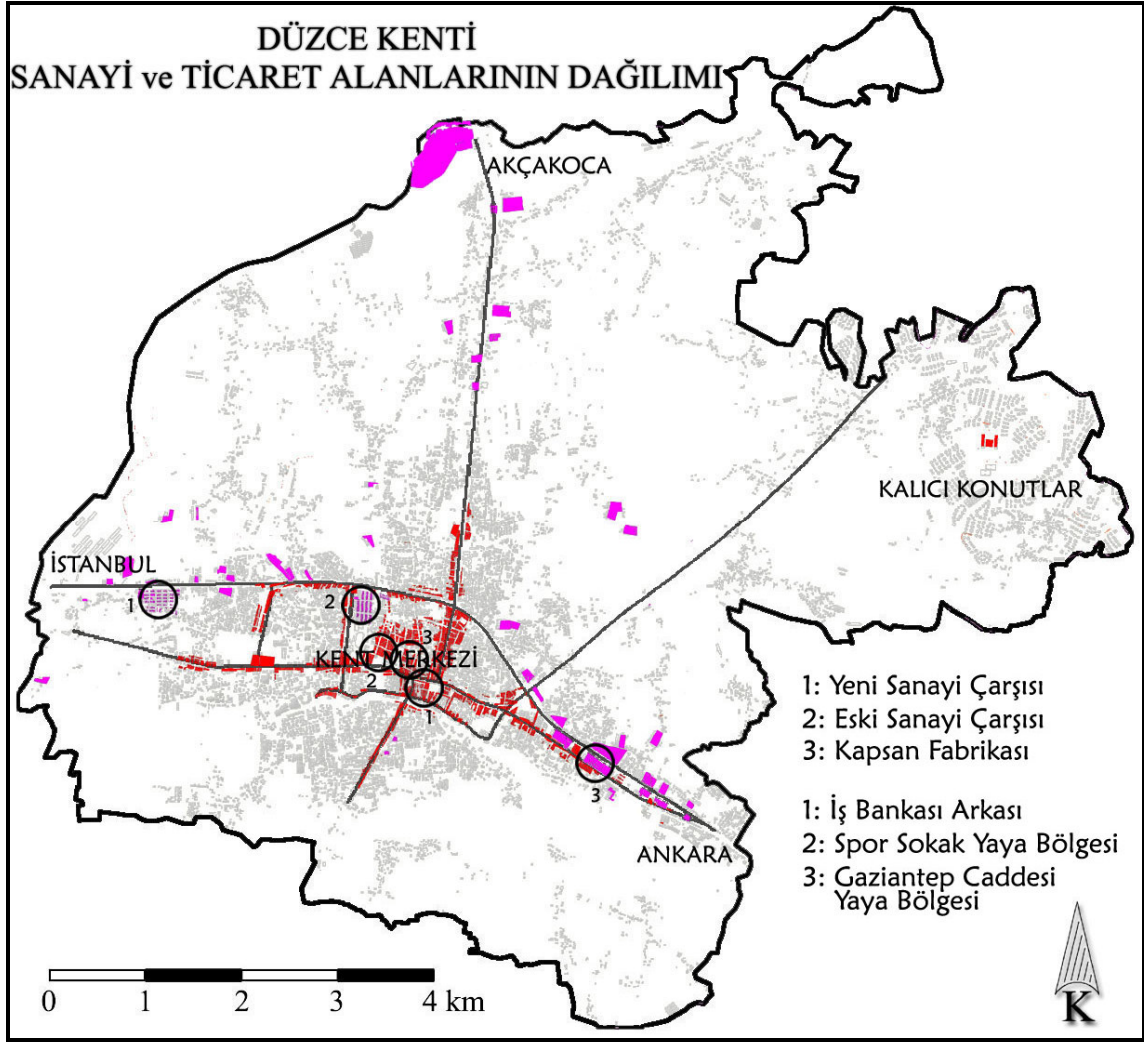 DÜZCE KENTİ
SANAYİ ve TİCARET ALANLARININ DAĞILIMI
AKÇAKOCA
KALICI KONUTLAR
İSTANBUL
1
2
3
KENT MERKEZİ
2
1
3
ANKARA
1: Yeni Sanayi Çarşısı
2: Eski Sanayi Çarşısı
3: Kapsan Fabrikası
1: İş Bankası Arkası
2: Spor Sokak Yaya Bölgesi
3: Gaziantep Caddesi
Yaya Bölgesi
0 1 2 3 4 km
K